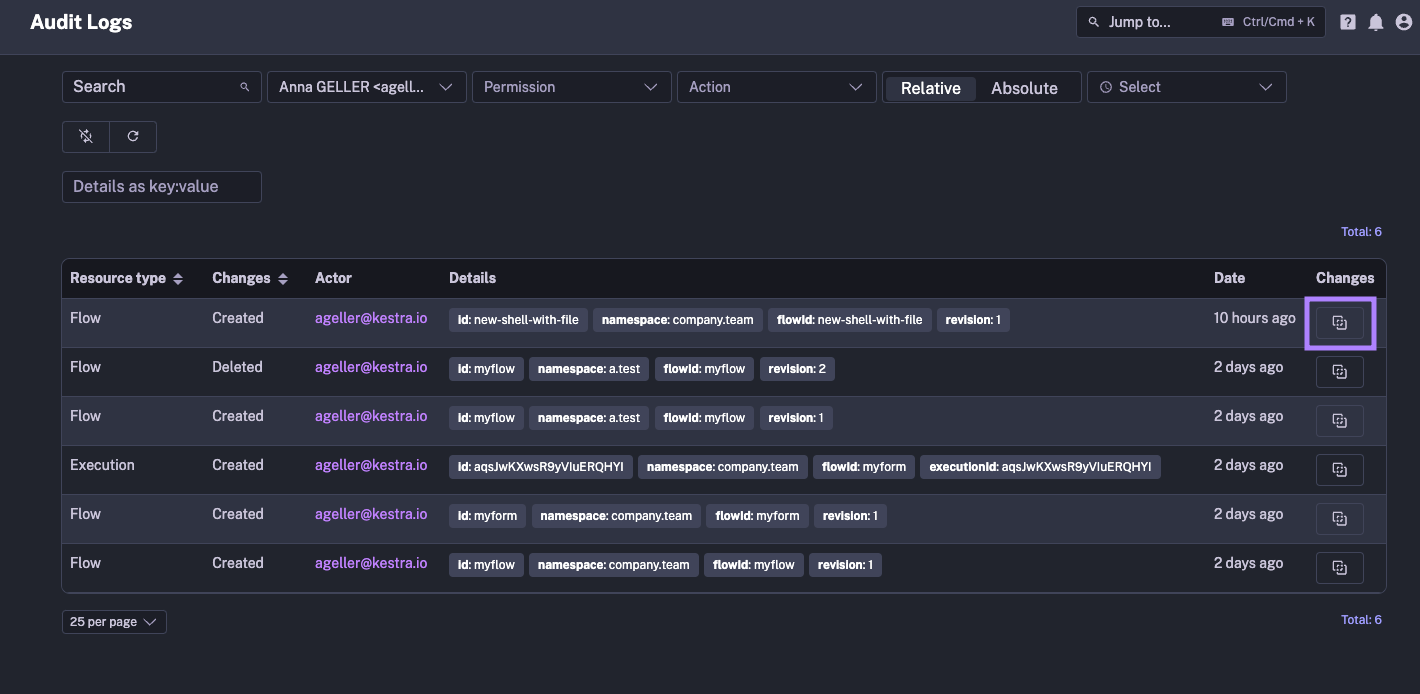 Audit Logs
Jump to... Ctrl/Cmd + K
Search Anna GELLER <agell... Permission Action Relative Absolute Select
Details as key:value
Total: 6
Resource type Changes Actor Details Date Changes
Flow Created ageller@kestra.io id: new-shell-with-file namespace: company.team flowId: new-shell-with-file revision: 1 10 hours ago
Flow Deleted ageller@kestra.io id: myflow namespace: a.test flowId: myflow revision: 2 2 days ago
Flow Created ageller@kestra.io id: myflow namespace: a.test flowId: myflow revision: 1 2 days ago
Execution Created ageller@kestra.io id: aqsJwKXwsR9yVIuERQHYI namespace: company.team flowId: myform executionId: aqsJwKXwsR9yVIuERQHYI 2 days ago
Flow Created ageller@kestra.io id: myform namespace: company.team flowId: myform revision: 1 2 days ago
Flow Created ageller@kestra.io id: myflow namespace: company.team flowId: myflow revision: 1 2 days ago
25 per page Total: 6